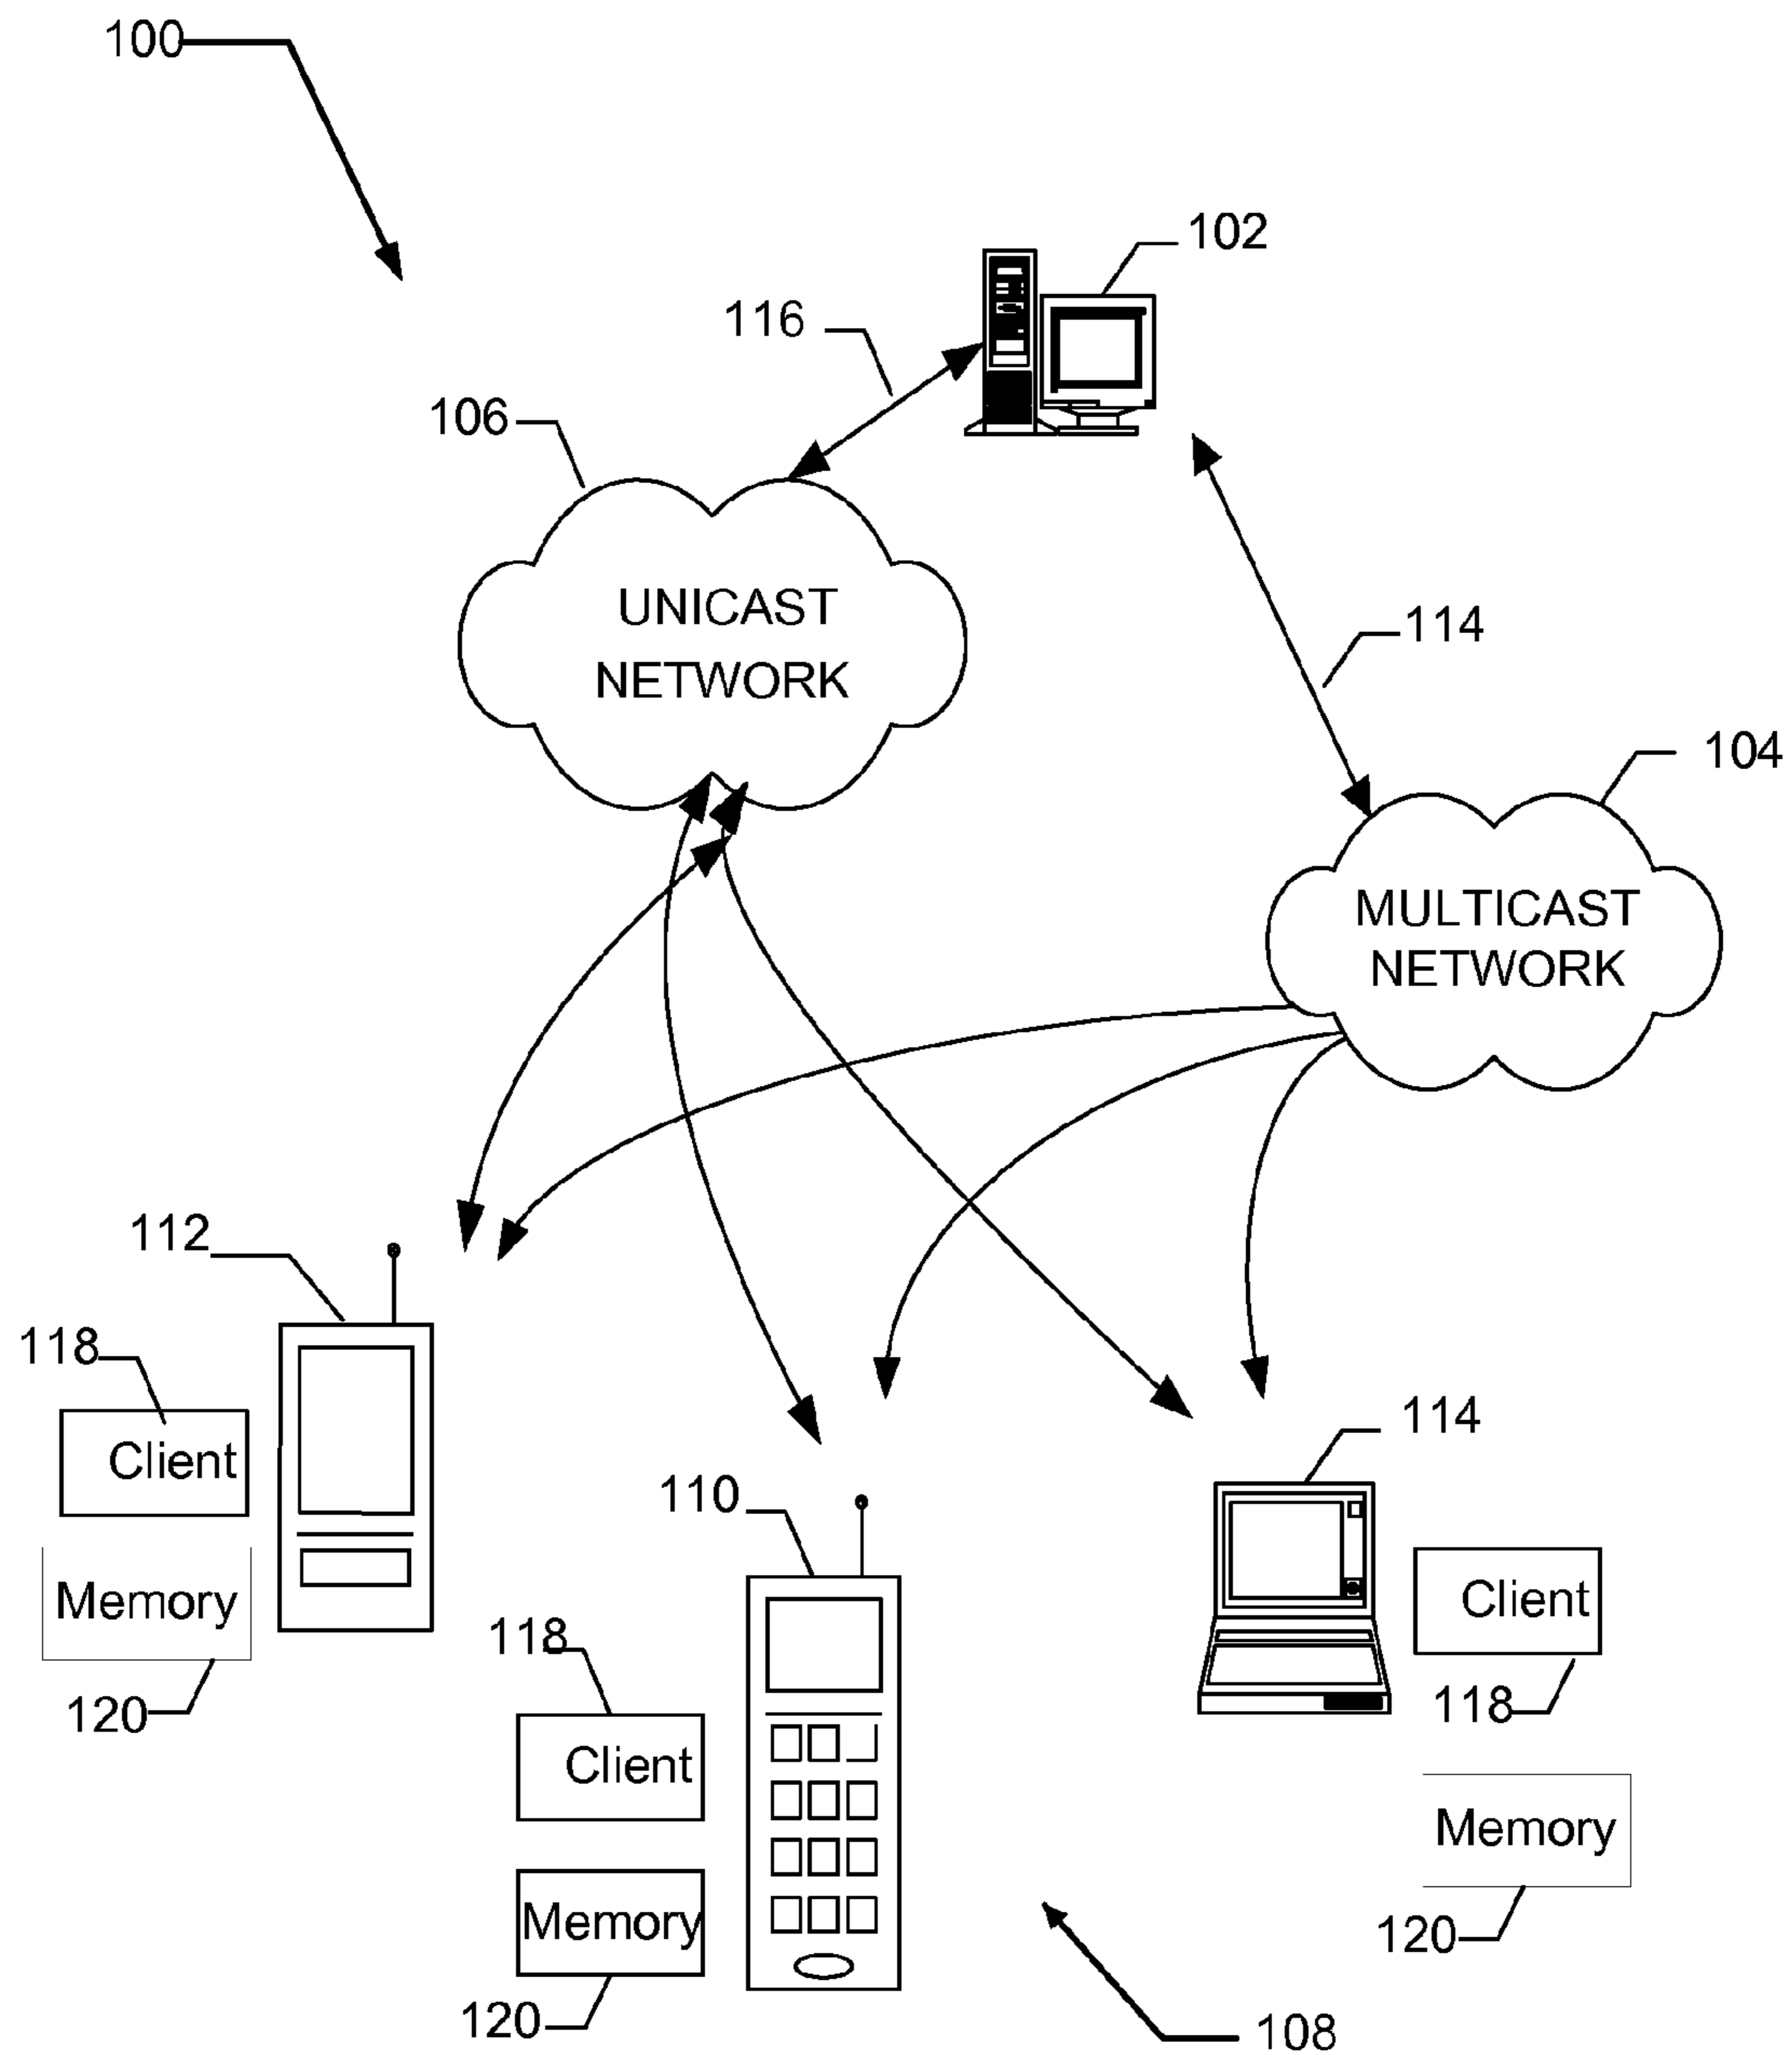 100
102
116
106
UNICAST
NETWORK
114
104
MULTICAST
NETWORK
112
118
Client
Memory
120
110
118
Client
Memory
120
114
Client
118
Memory
120
108